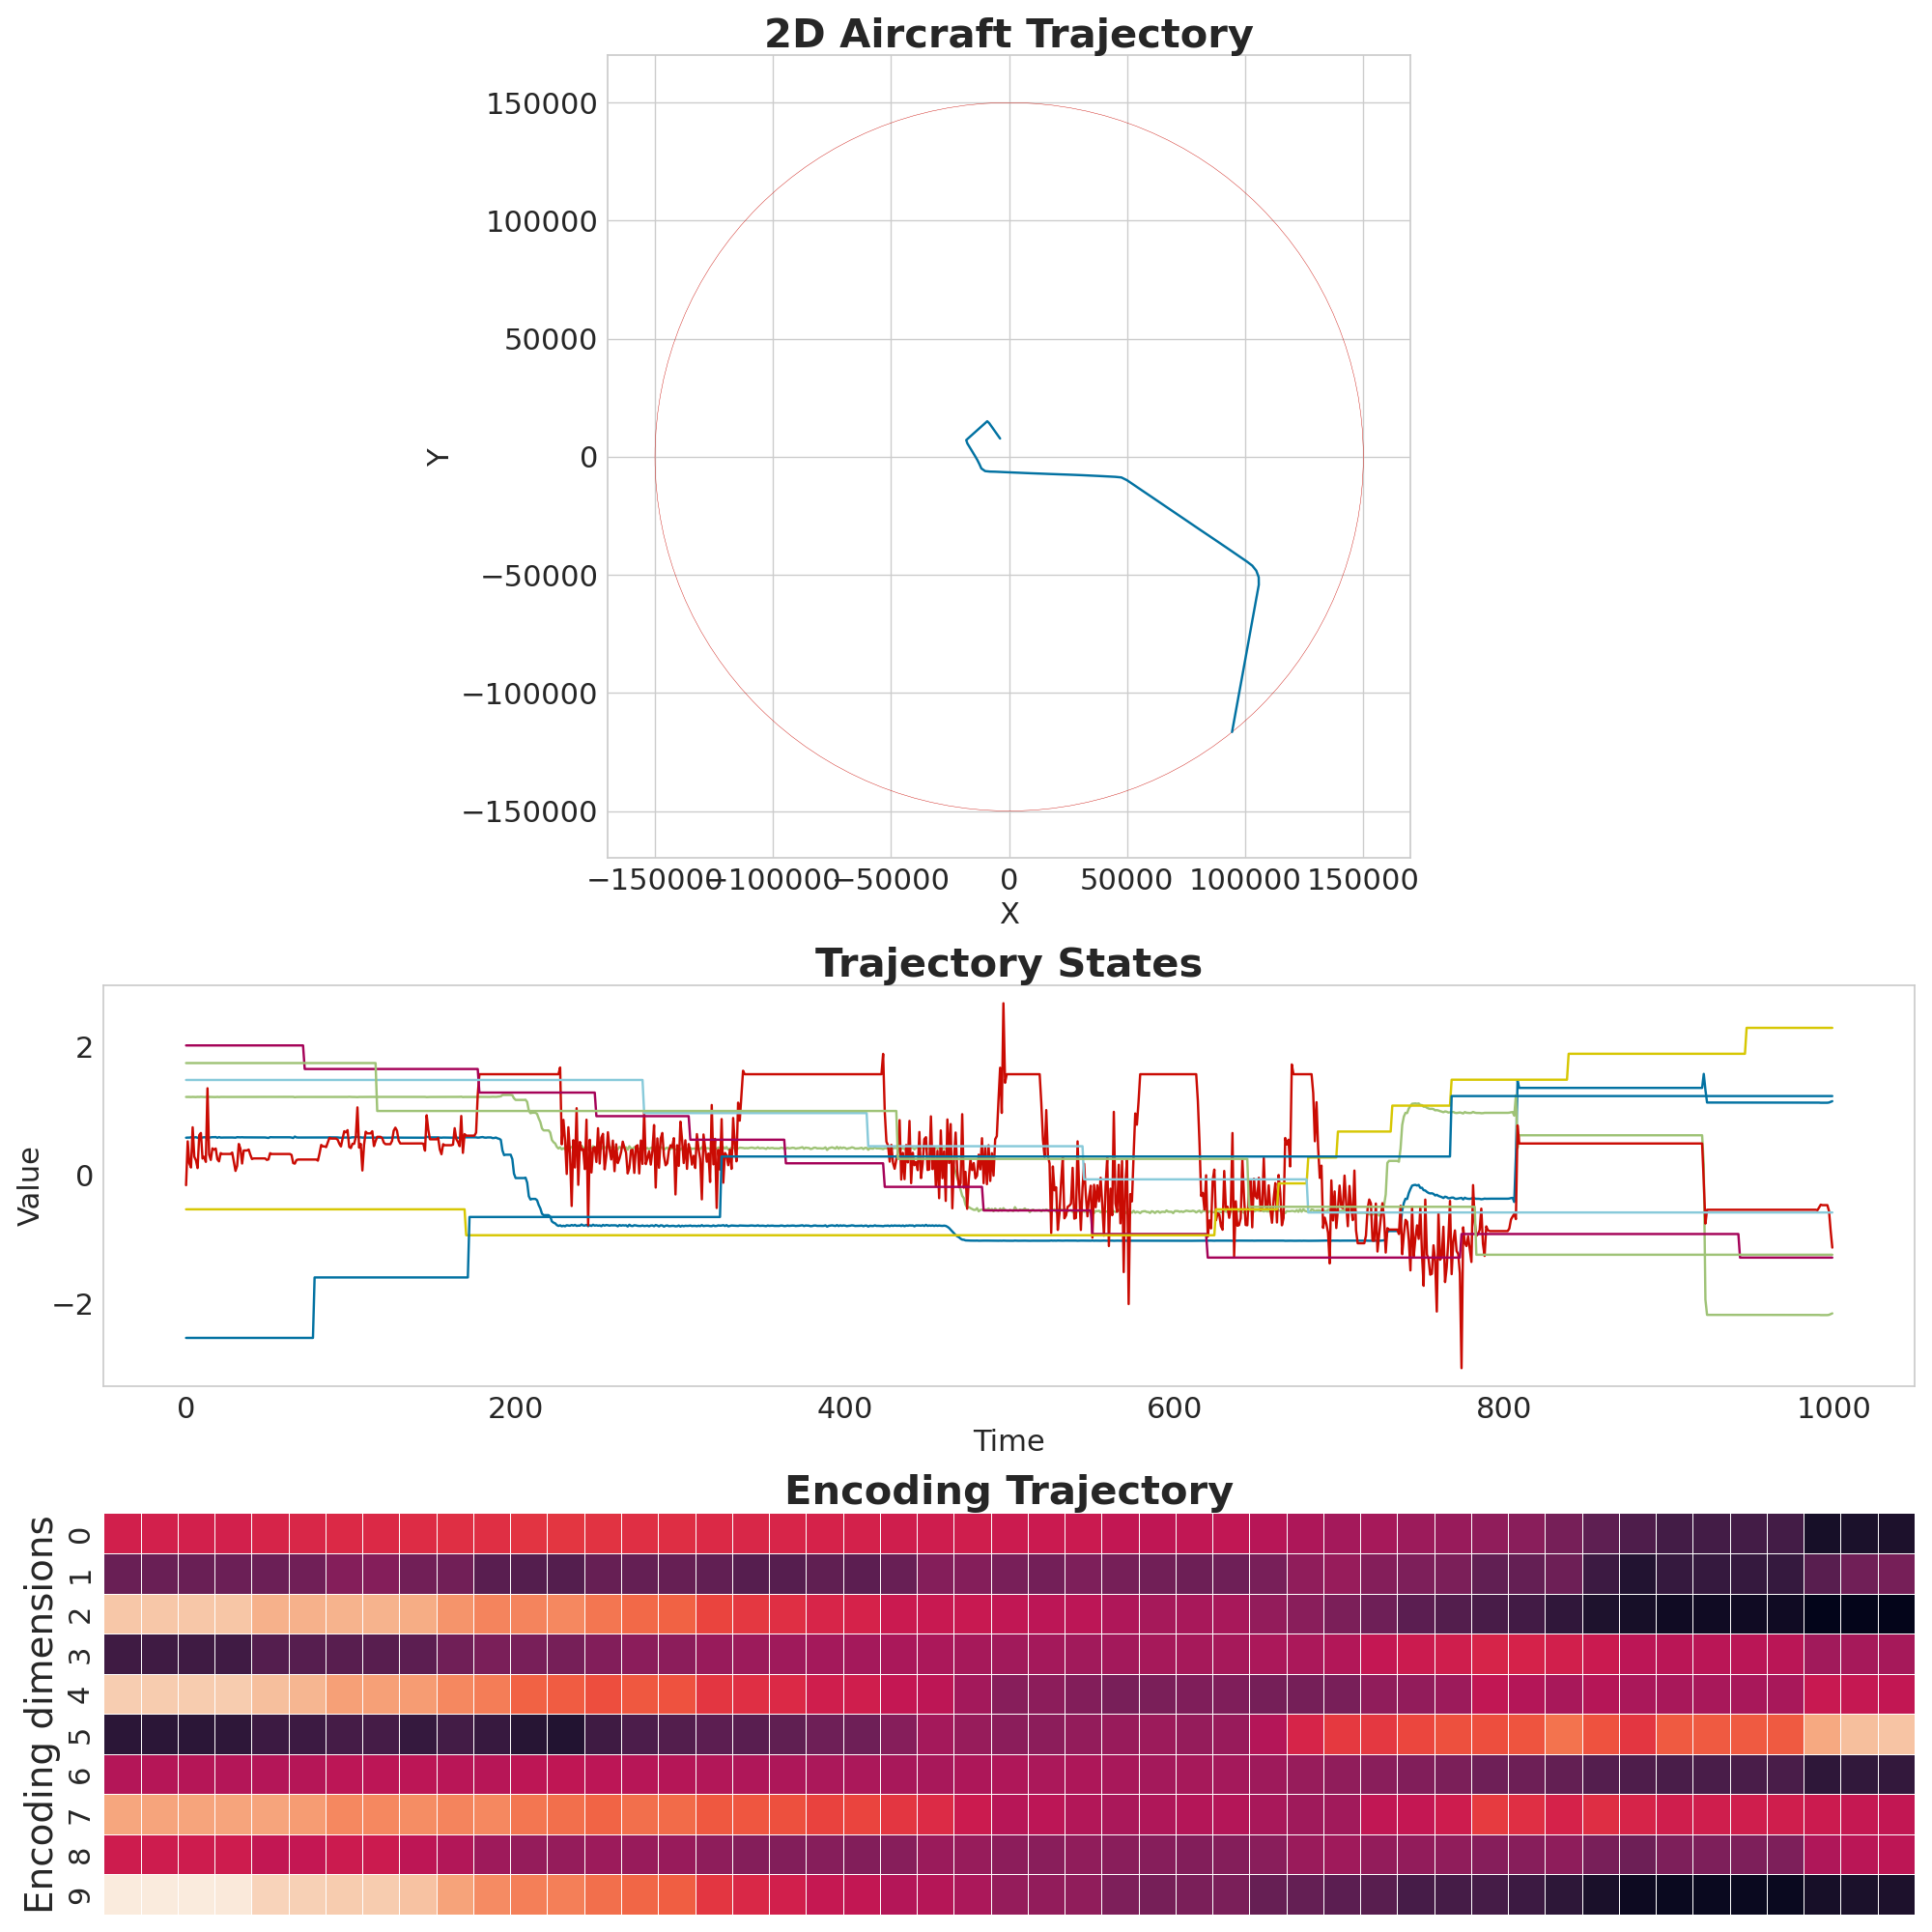 2D Aircraft Trajectory
150000
100000
50000
0
−50000
−100000
−150000
Y
−150000 −100000 −50000 0 50000 100000 150000
X
Trajectory States
2
0
−2
Value
0 200 400 600 800 1000
Time
Encoding Trajectory
0
1
2
3
4
5
6
7
8
9
Encoding dimensions